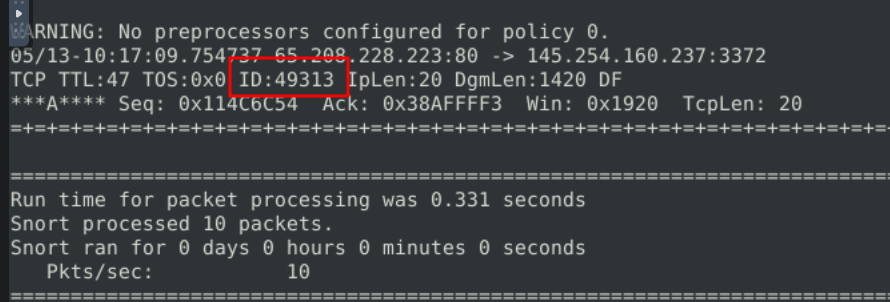 WARNING: No preprocessors configured for policy 0.
05/13-10:17:09.754737 65.208.228.223:80 -> 145.254.160.237:3372
TCP TTL:47 TOS:0x0 ID:49313 IpLen:20 DgmLen:1420 DF
***A**** Seq: 0x114C6C54  Ack: 0x38AFFFF3  Win: 0x1920  TcpLen: 20
=+=+=+=+=+=+=+=+=+=+=+=+=+=+=+=+=+=+=+=+=+=+=+=+=+=+=+=+=+=+=+=+=+=+=+=+=
===========================================================================
Run time for packet processing was 0.331 seconds
Snort processed 10 packets.
Snort ran for 0 days 0 hours 0 minutes 0 seconds
   Pkts/sec:           10
===========================================================================